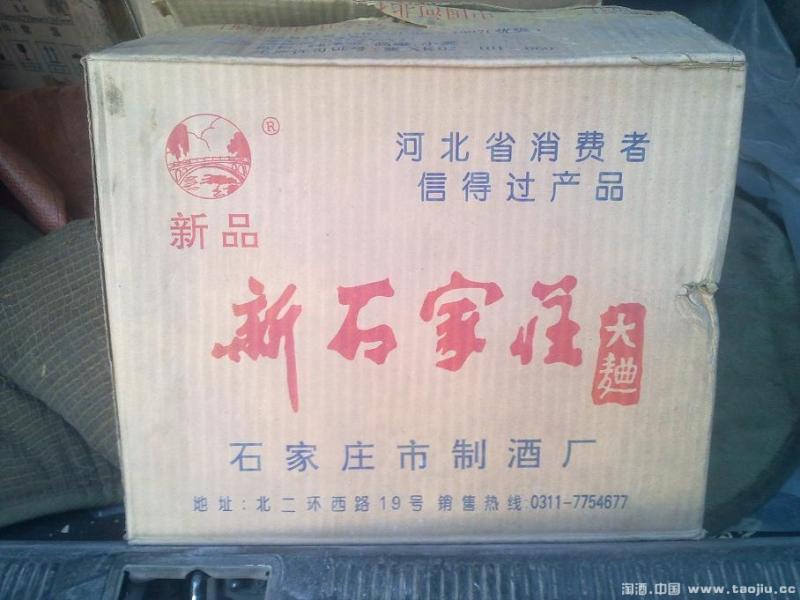 ®
河北省消费者
信得过产品
新品
新石家庄
大麯
石家庄市制酒厂
地址:北二环西路19号 销售热线:0311-7754677
淘酒.中国 www.taojiu.cc